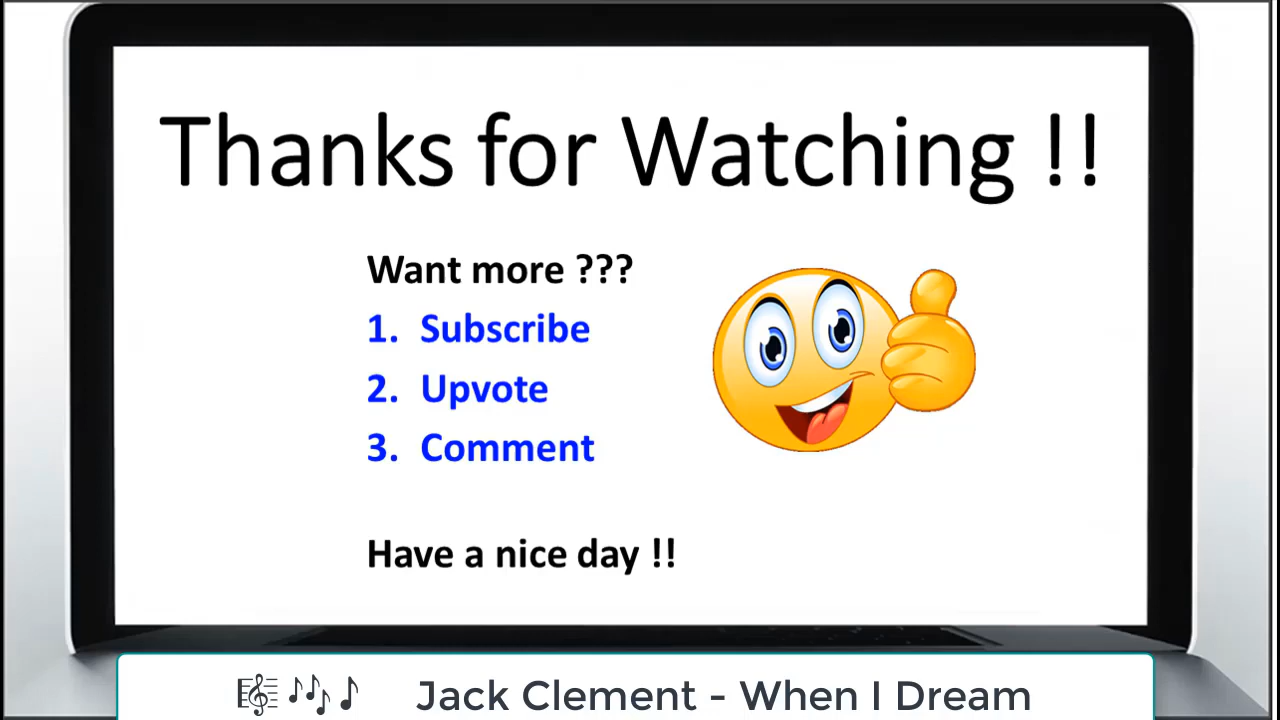 Thanks for Watching !!
Want more ???
1. Subscribe
2. Upvote
3. Comment
Have a nice day !!
Jack Clement - When I Dream